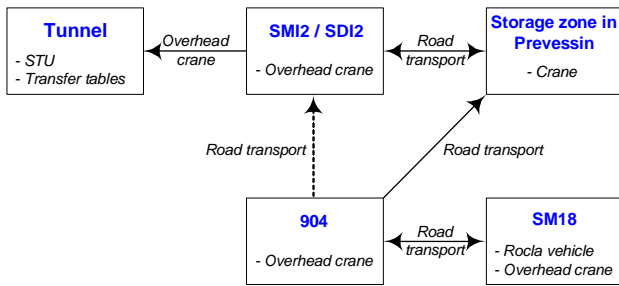 Tunnel
- STU
- Transfer tables
Overhead
crane
SMI2 / SDI2
- Overhead crane
Road
transport
Storage zone in
Prevessin
- Crane
Road transport
Road transport
904
- Overhead crane
Road
transport
SM18
- Rocla vehicle
- Overhead crane